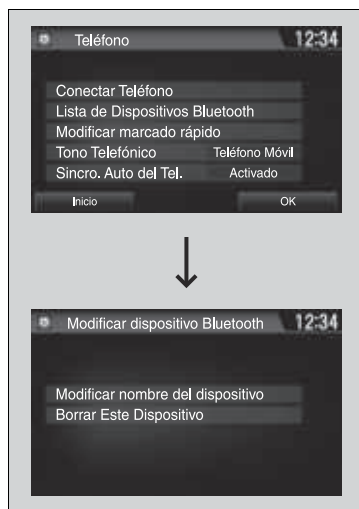 Teléfono 12:34
Conectar Teléfono
Lista de Dispositivos Bluetooth
Modificar marcado rápido
Tono Telefónico Teléfono Móvil
Sincro. Auto del Tel. Activado
Inicio OK
Modificar dispositivo Bluetooth 12:34
Modificar nombre del dispositivo
Borrar Este Dispositivo